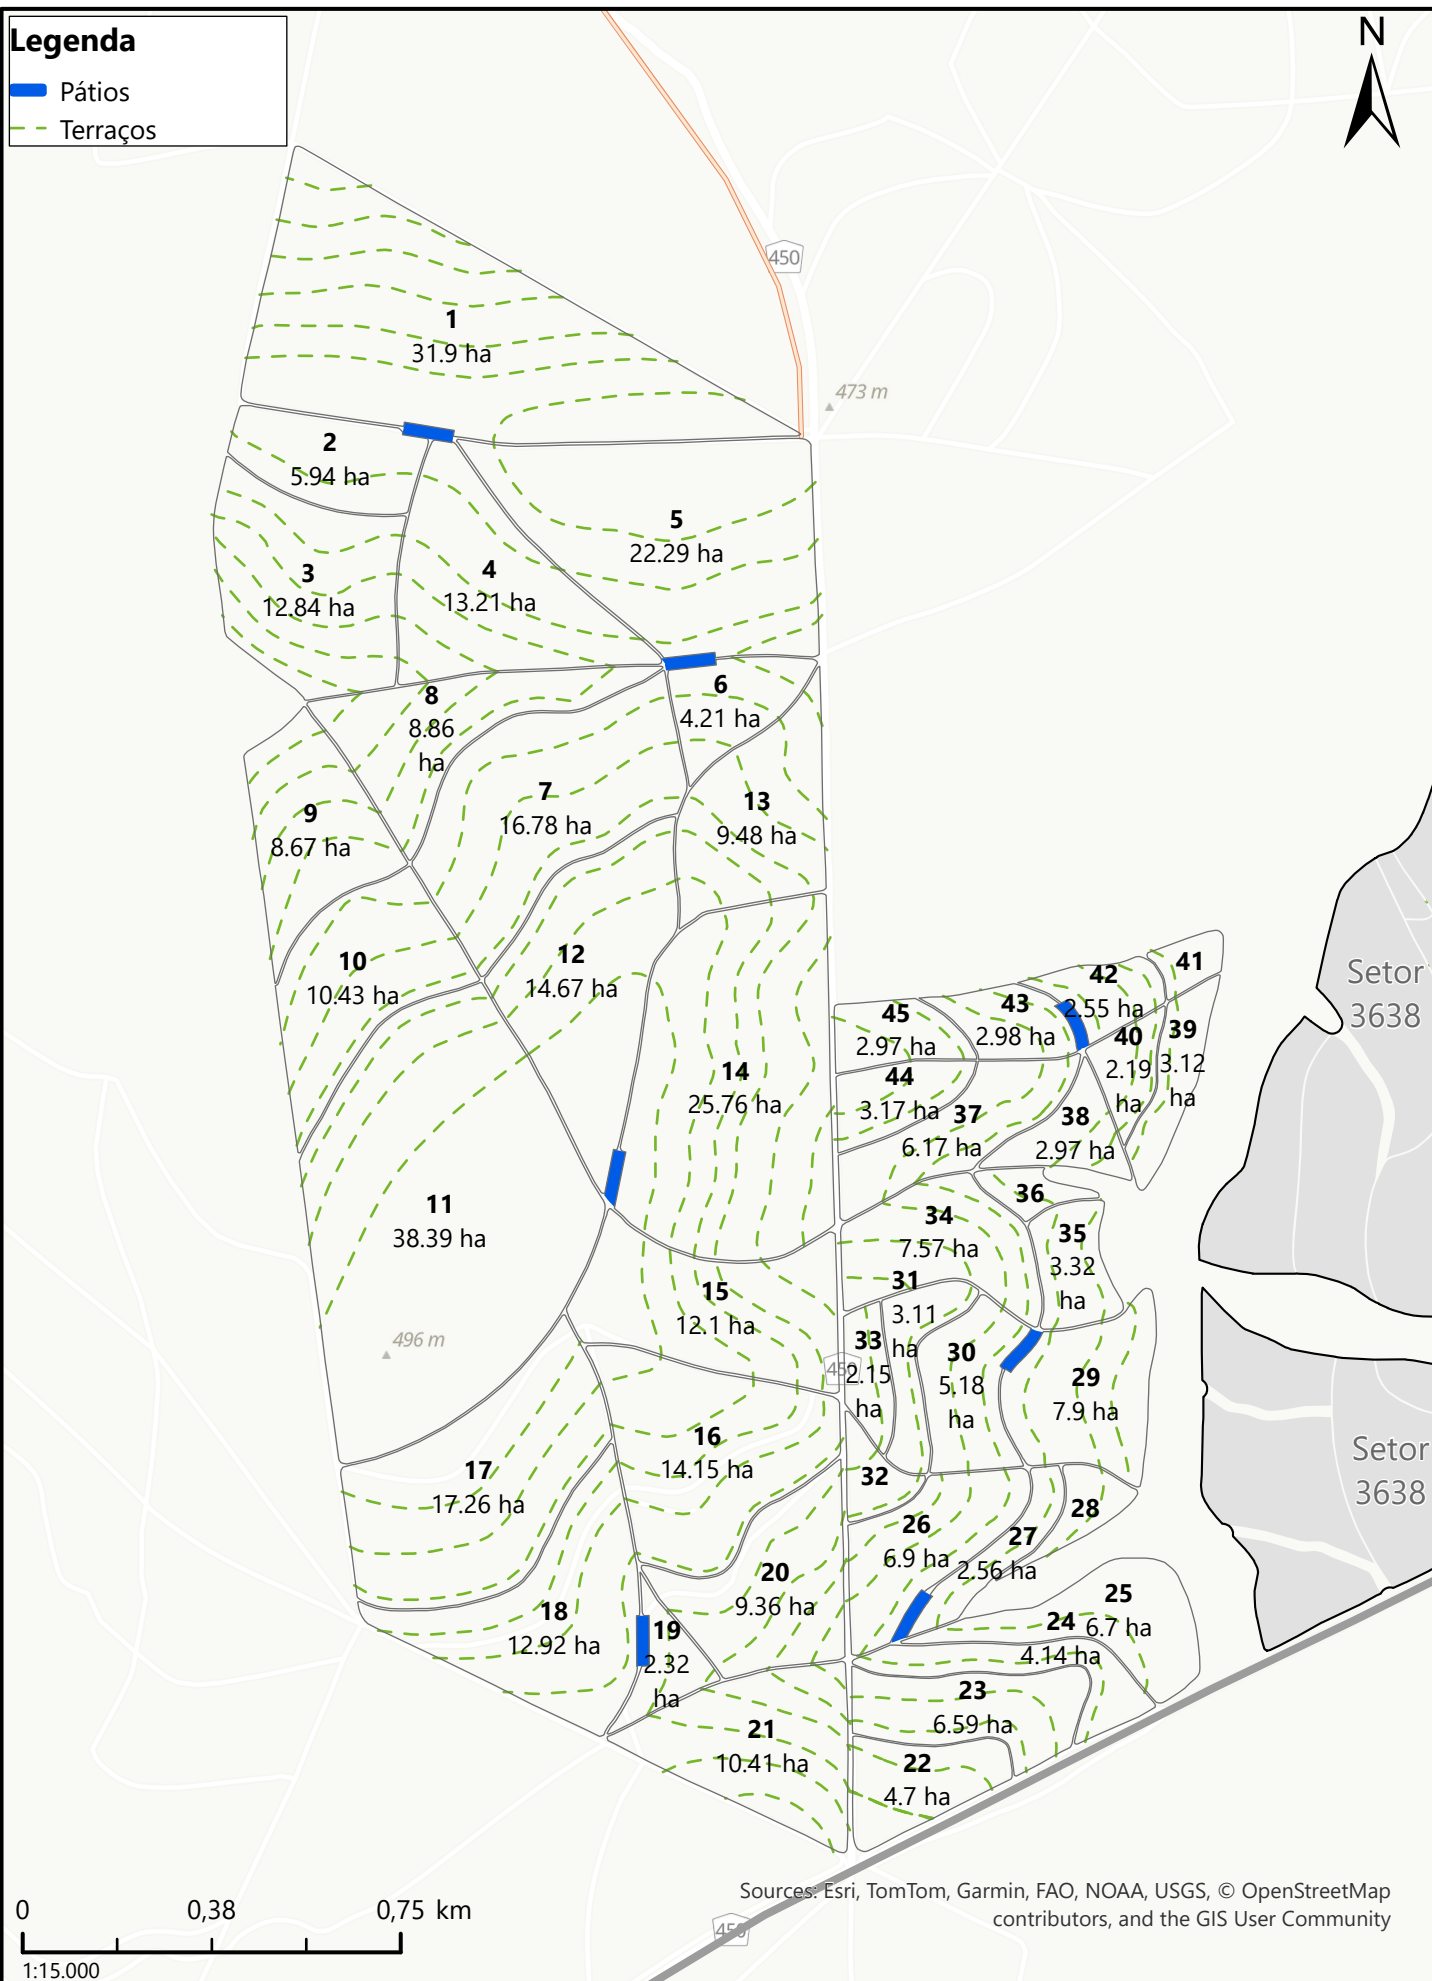 Legenda
Pátios
Terraços
N
450
473 m
1
31.9 ha
2
5.94 ha
3
12.84 ha
4
13.21 ha
5
22.29 ha
6
4.21 ha
8
8.86
ha
7
16.78 ha
9
8.67 ha
13
9.48 ha
10
10.43 ha
12
14.67 ha
14
25.76 ha
11
38.39 ha
496 m
15
12.1 ha
16
14.15 ha
17
17.26 ha
18
12.92 ha
19
2.32
ha
20
9.36 ha
21
10.41 ha
22
4.7 ha
23
6.59 ha
24
4.14 ha
25
6.7 ha
26
6.9 ha
27
2.56 ha
28
29
7.9 ha
30
5.18
ha
31
3.11
ha
32
33
2.15
ha
34
7.57 ha
35
3.32
ha
36
37
6.17 ha
38
2.97 ha
39
3.12
ha
40
2.19
ha
41
42
2.55 ha
43
2.98 ha
44
3.17 ha
45
2.97 ha
Setor
3638
Setor
3638
0
0,38
0,75 km
1:15.000
Sources: Esri, TomTom, Garmin, FAO, NOAA, USGS, © OpenStreetMap
contributors, and the GIS User Community